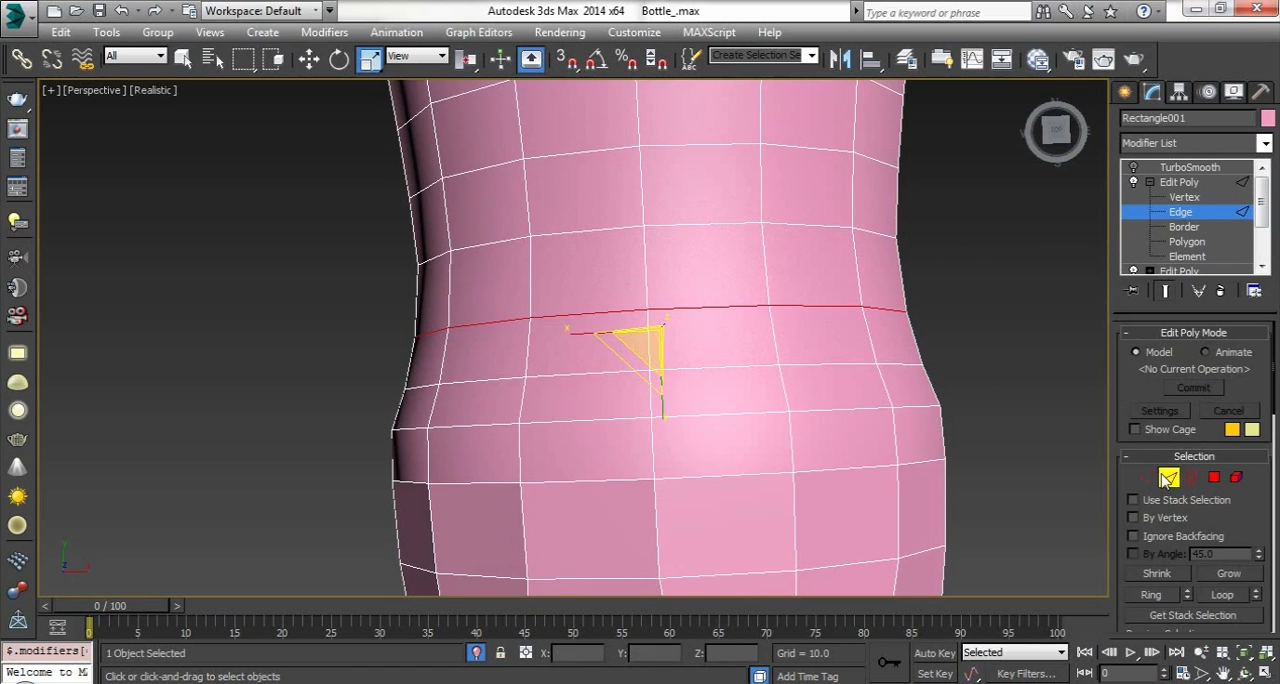 Workspace: Default
Autodesk 3ds Max 2014 x64 Bottle_.max
Type a keyword or phrase
Edit Tools Group Views Create Modifiers Animation Graph Editors Rendering Customize MAXScript Help
All
View
3
Create Selection Se
[+] [Perspective] [Realistic]
x
z
Rectangle001
Modifier List
TurboSmooth
Edit Poly
Vertex
Edge
Border
Polygon
Element
Edit Poly
- Edit Poly Mode
Model Animate
<No Current Operation>
Commit
Settings Cancel
Show Cage
- Selection
Use Stack Selection
By Vertex
Ignore Backfacing
By Angle: 45.0
Shrink Grow
Ring Loop
Get Stack Selection
< 0 / 100 >
0 5 10 15 20 25 30 35 40 45 50 55 60 65 70 75 80 85 90 95 100
$.modifiers[
1 Object Selected
X: Y: Z: Grid = 10.0
Auto Key Selected
Welcome to M
Click or click-and-drag to select objects
Add Time Tag
Set Key Key Filters...
0